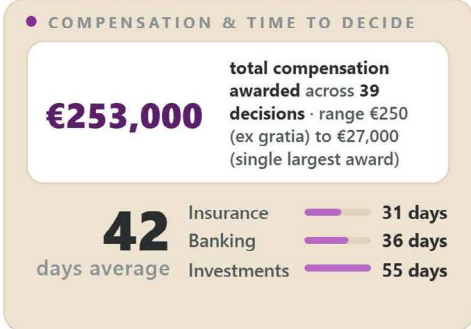 COMPENSATION & TIME TO DECIDE
€253,000
total compensation
awarded across 39
decisions · range €250
(ex gratia) to €27,000
(single largest award)
42
days average
Insurance 31 days
Banking 36 days
Investments 55 days